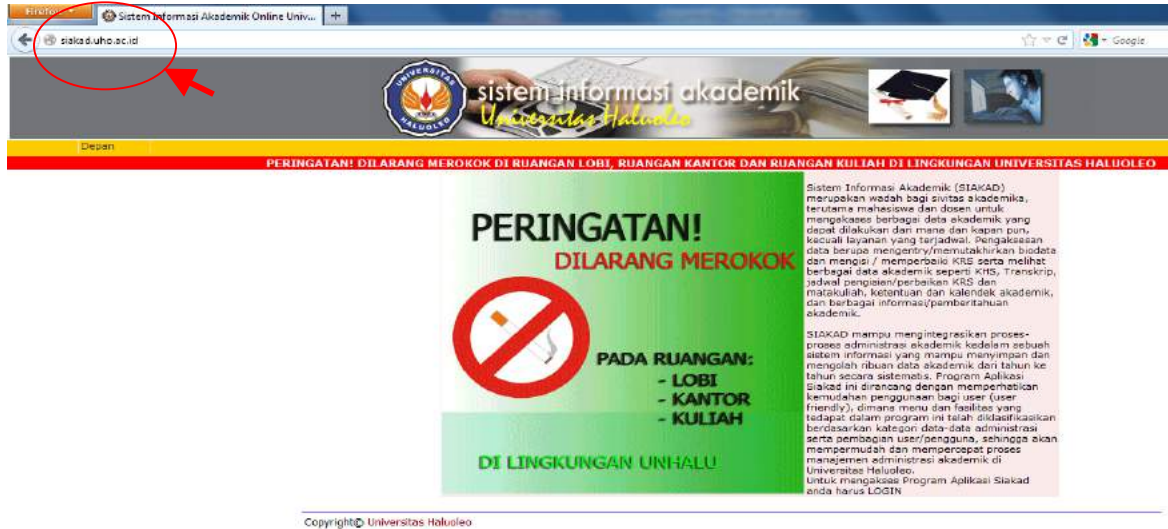 Firefox
Sistem Informasi Akademik Online Univ...
siakad.uho.ac.id
Google
UNIVERSITAS
HALUOLEO
sistem informasi akademik
Universitas Haluoleo
Depan
PERINGATAN! DILARANG MEROKOK DI RUANGAN LOBI, RUANGAN KANTOR DAN RUANGAN KULIAH DI LINGKUNGAN UNIVERSITAS HALUOLEO
PERINGATAN!
DILARANG MEROKOK
PADA RUANGAN:
- LOBI
- KANTOR
- KULIAH
DI LINGKUNGAN UNHALU
Sistem Informasi Akademik (SIAKAD)
merupakan wadah bagi sivitas akademika,
terutama mahasiswa dan dosen untuk
mengakases berbagai data akademik yang
dapat dilakukan dari mana dan kapan pun,
kecuali layanan yang terjadwal. Pengaksesan
data berupa mengentry/memutakhirkan biodata
dan mengisi / memperbaiki KRS serta melihat
berbagai data akademik seperti KHS, Transkrip,
jadwal pengisian/perbaikan KRS dan
matakuliah, ketentuan dan kalendek akademik,
dan berbagai informasi/pemberitahuan
akademik.
SIAKAD mampu mengintegrasikan proses-
proses administrasi akademik kedalam sebuah
sistem informasi yang mampu menyimpan dan
mengolah ribuan data akademik dari tahun ke
tahun secara sistematis. Program Aplikasi
Siakad ini dirancang dengan memperhatikan
kemudahan penggunaan bagi user (user
friendly), dimana menu dan fasilitas yang
tedapat dalam program ini telah diklasifikasikan
berdasarkan kategori data-data administrasi
serta pembagian user/pengguna, sehingga akan
mempermudah dan mempercepat proses
manajemen administrasi akademik di
Universitas Haluoleo.
Untuk mengakses Program Aplikasi Siakad
anda harus LOGIN
Copyright© Universitas Haluoleo